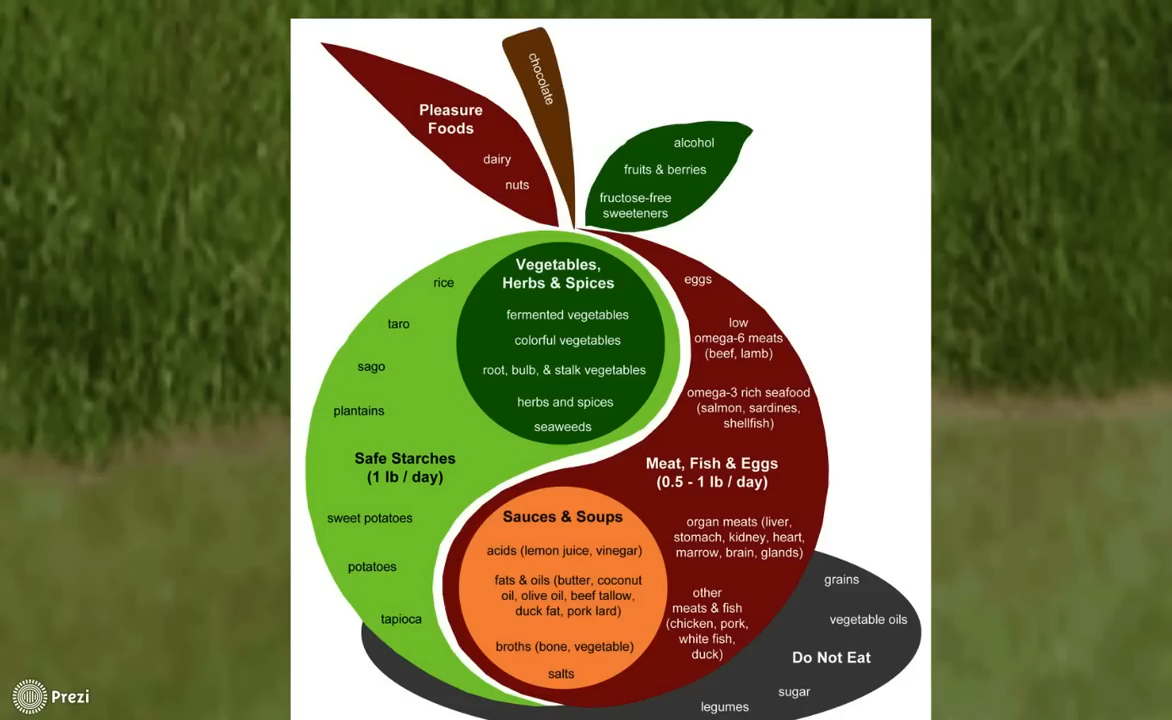 chocolate
Pleasure
Foods
dairy
nuts
alcohol
fruits & berries
fructose-free
sweeteners
Vegetables,
Herbs & Spices
fermented vegetables
colorful vegetables
root, bulb, & stalk vegetables
herbs and spices
seaweeds
rice
taro
sago
plantains
Safe Starches
(1 lb / day)
sweet potatoes
potatoes
tapioca
eggs
low
omega-6 meats
(beef, lamb)
omega-3 rich seafood
(salmon, sardines,
shellfish)
Meat, Fish & Eggs
(0.5 - 1 lb / day)
organ meats (liver,
stomach, kidney, heart,
marrow, brain, glands)
other
meats & fish
(chicken, pork,
white fish,
duck)
Sauces & Soups
acids (lemon juice, vinegar)
fats & oils (butter, coconut
oil, olive oil, beef tallow,
duck fat, pork lard)
broths (bone, vegetable)
salts
grains
vegetable oils
Do Not Eat
sugar
legumes
Prezi